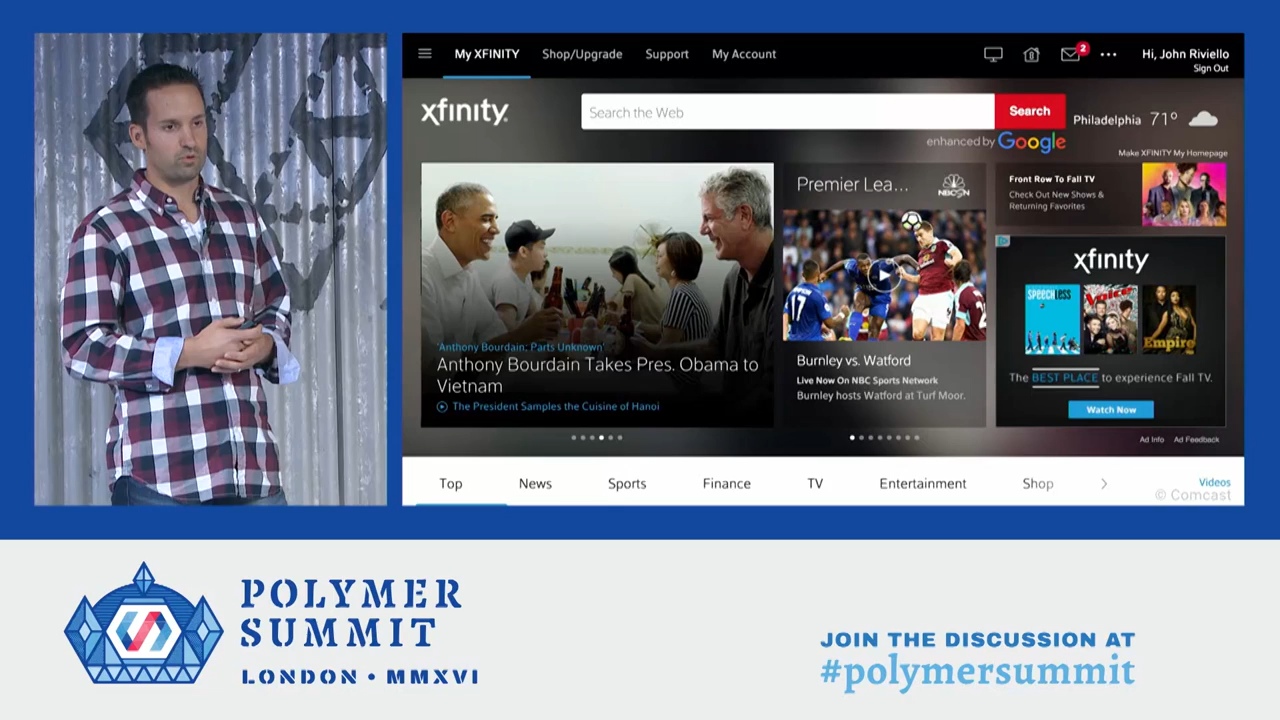 My XFINITY
Shop/Upgrade
Support
My Account
2
Hi, John Riviello
Sign Out
xfinity
Search the Web
Search
enhanced by Google
Philadelphia 71°
Make XFINITY My Homepage
'Anthony Bourdain: Parts Unknown'
Anthony Bourdain Takes Pres. Obama to
Vietnam
The President Samples the Cuisine of Hanoi
Premier Lea...
NBCSN
17
Burnley vs. Watford
Live Now On NBC Sports Network
Burnley hosts Watford at Turf Moor.
Front Row To Fall TV
Check Out New Shows &
Returning Favorites
xfinity
SPEECHLESS
Voice
Empire
The BEST PLACE to experience Fall TV.
Watch Now
Ad Info
Ad Feedback
Top
News
Sports
Finance
TV
Entertainment
Shop
Videos
© Comcast
POLYMER
SUMMIT
LONDON • MMXVI
JOIN THE DISCUSSION AT
#polymersummit